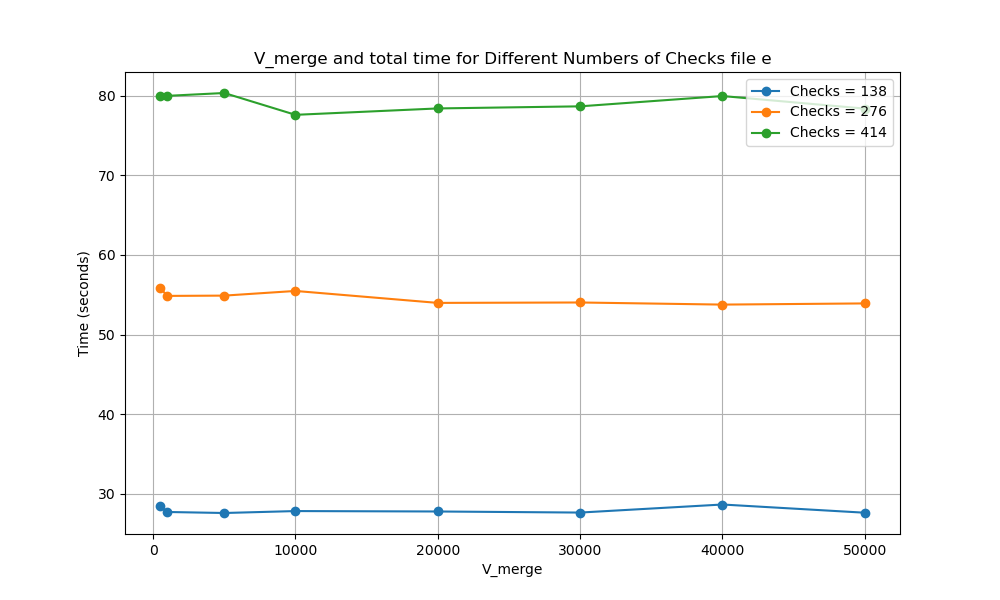 V_merge and total time for Different Numbers of Checks file e
Checks = 138
Checks = 276
Checks = 414
80
70
60
50
40
30
Time (seconds)
0 10000 20000 30000 40000 50000
V_merge